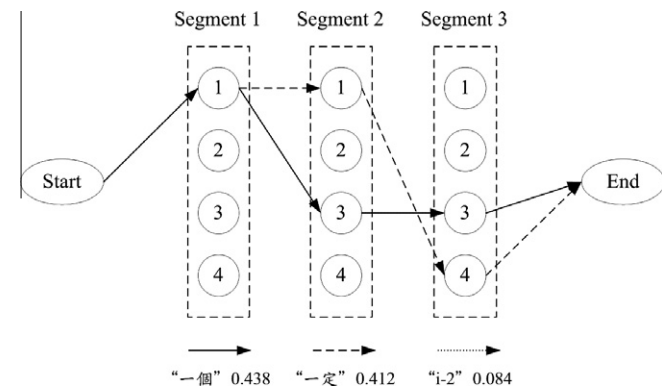 Segment 1 Segment 2 Segment 3
1 1 1
2 2 2
Start 3 3 3 End
4 4 4
“一個” 0.438 “一定” 0.412 “i-2” 0.084